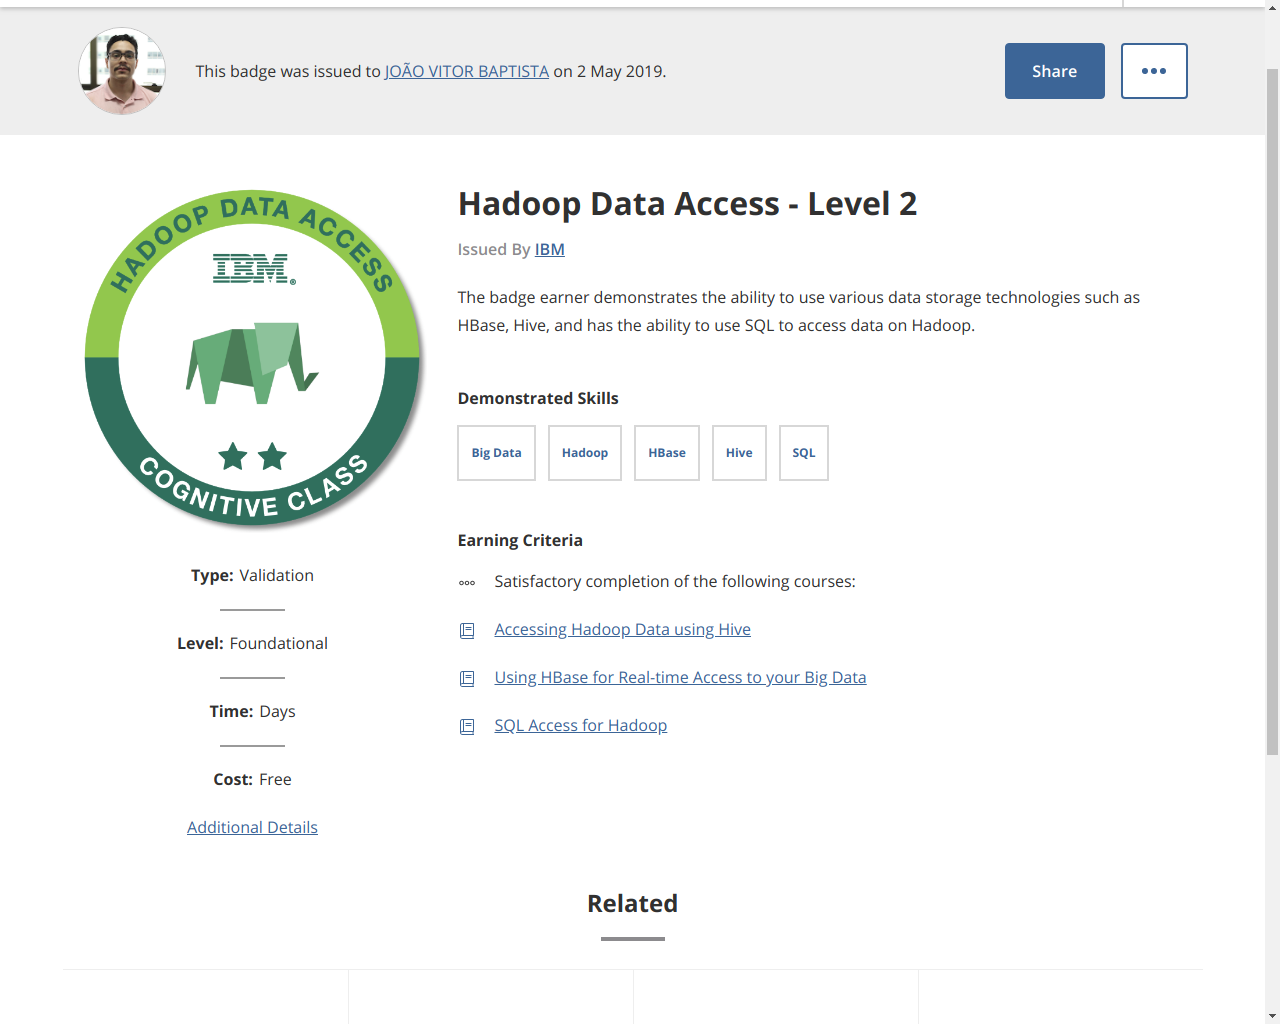 This badge was issued to JOÃO VITOR BAPTISTA on 2 May 2019.
Share
HADOOP DATA ACCESS
IBM®
COGNITIVE CLASS
Type: Validation
Level: Foundational
Time: Days
Cost: Free
Additional Details
Hadoop Data Access - Level 2
Issued By IBM
The badge earner demonstrates the ability to use various data storage technologies such as
HBase, Hive, and has the ability to use SQL to access data on Hadoop.
Demonstrated Skills
Big Data Hadoop HBase Hive SQL
Earning Criteria
Satisfactory completion of the following courses:
Accessing Hadoop Data using Hive
Using HBase for Real-time Access to your Big Data
SQL Access for Hadoop
Related